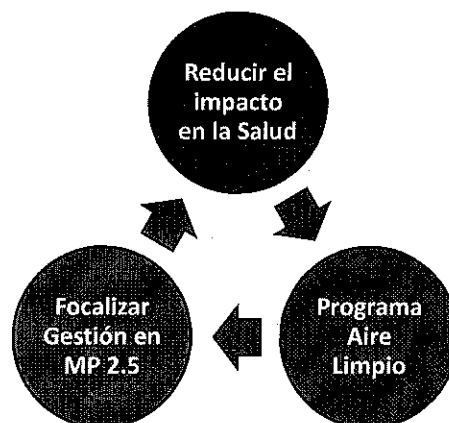 Reducir el
impacto
en la Salud
Focalizar
Gestión en
MP 2.5
Programa
Aire
Limpio